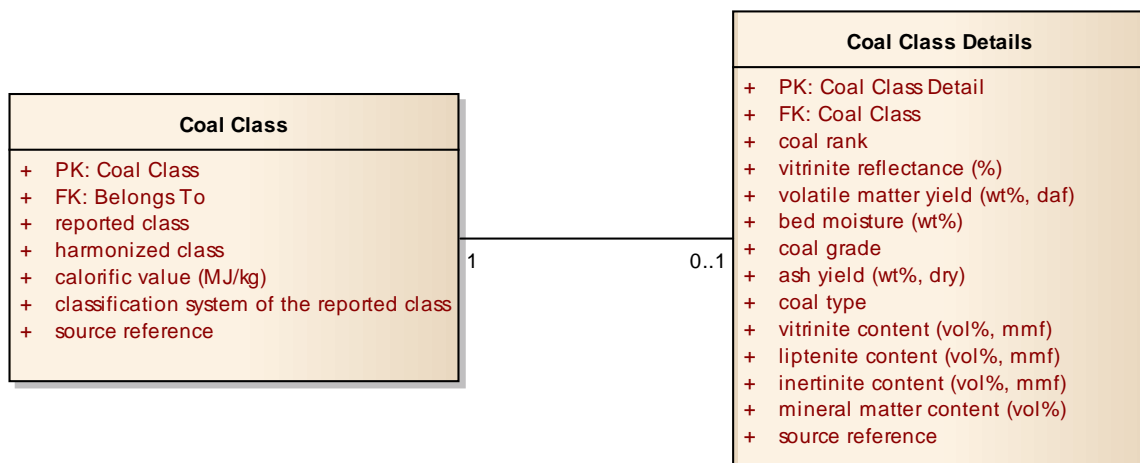 Coal Class
+ PK: Coal Class
+ FK: Belongs To
+ reported class
+ harmonized class
+ calorific value (MJ/kg)
+ classification system of the reported class
+ source reference
1
0..1
Coal Class Details
+ PK: Coal Class Detail
+ FK: Coal Class
+ coal rank
+ vitrinite reflectance (%)
+ volatile matter yield (wt%, daf)
+ bed moisture (wt%)
+ coal grade
+ ash yield (wt%, dry)
+ coal type
+ vitrinite content (vol%, mmf)
+ liptenite content (vol%, mmf)
+ inertinite content (vol%, mmf)
+ mineral matter content (vol%)
+ source reference